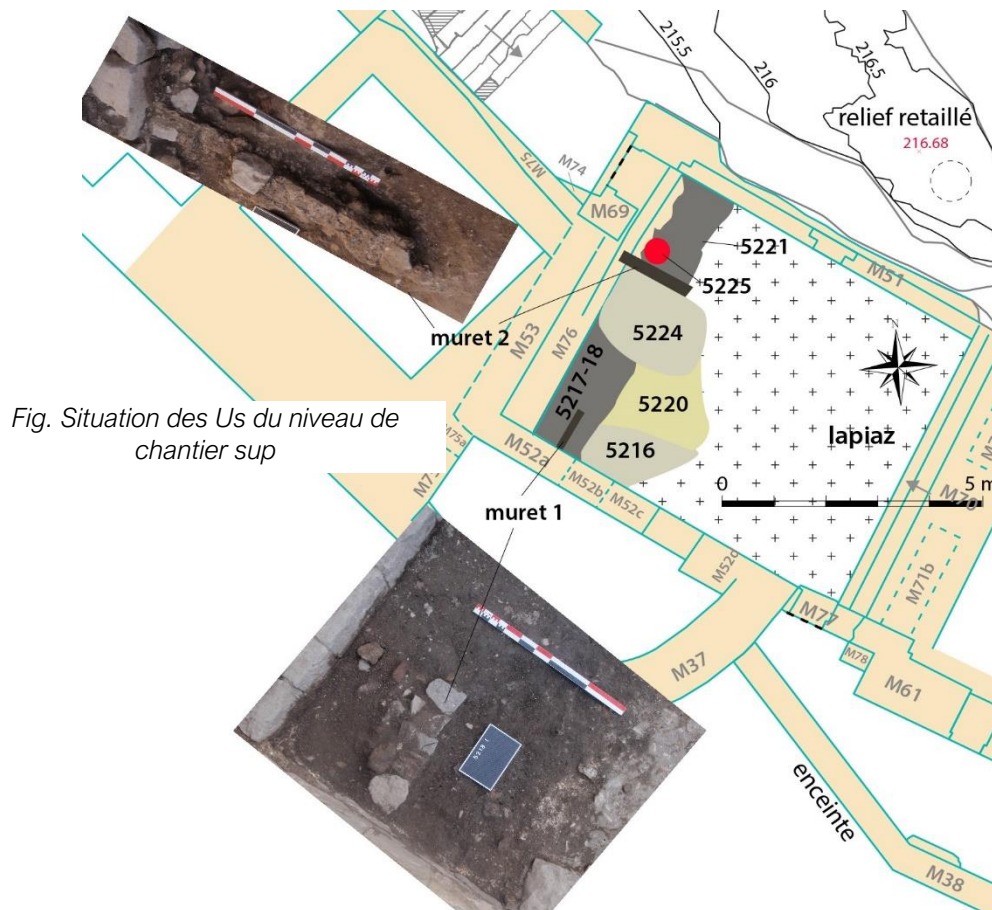 215.5
216
216.5
relief retaillé
216.68
M75
M74
M69
5221
5225
M51
N
muret 2
M53
M76
5224
5217-18
5220
lapiaz
Fig. Situation des Us du niveau de
chantier sup
M75a
M52a
M52b
M52c
5216
0
5 m
M70
muret 1
M52d
M71b
M77
M78
M61
M37
5218
enceinte
M38